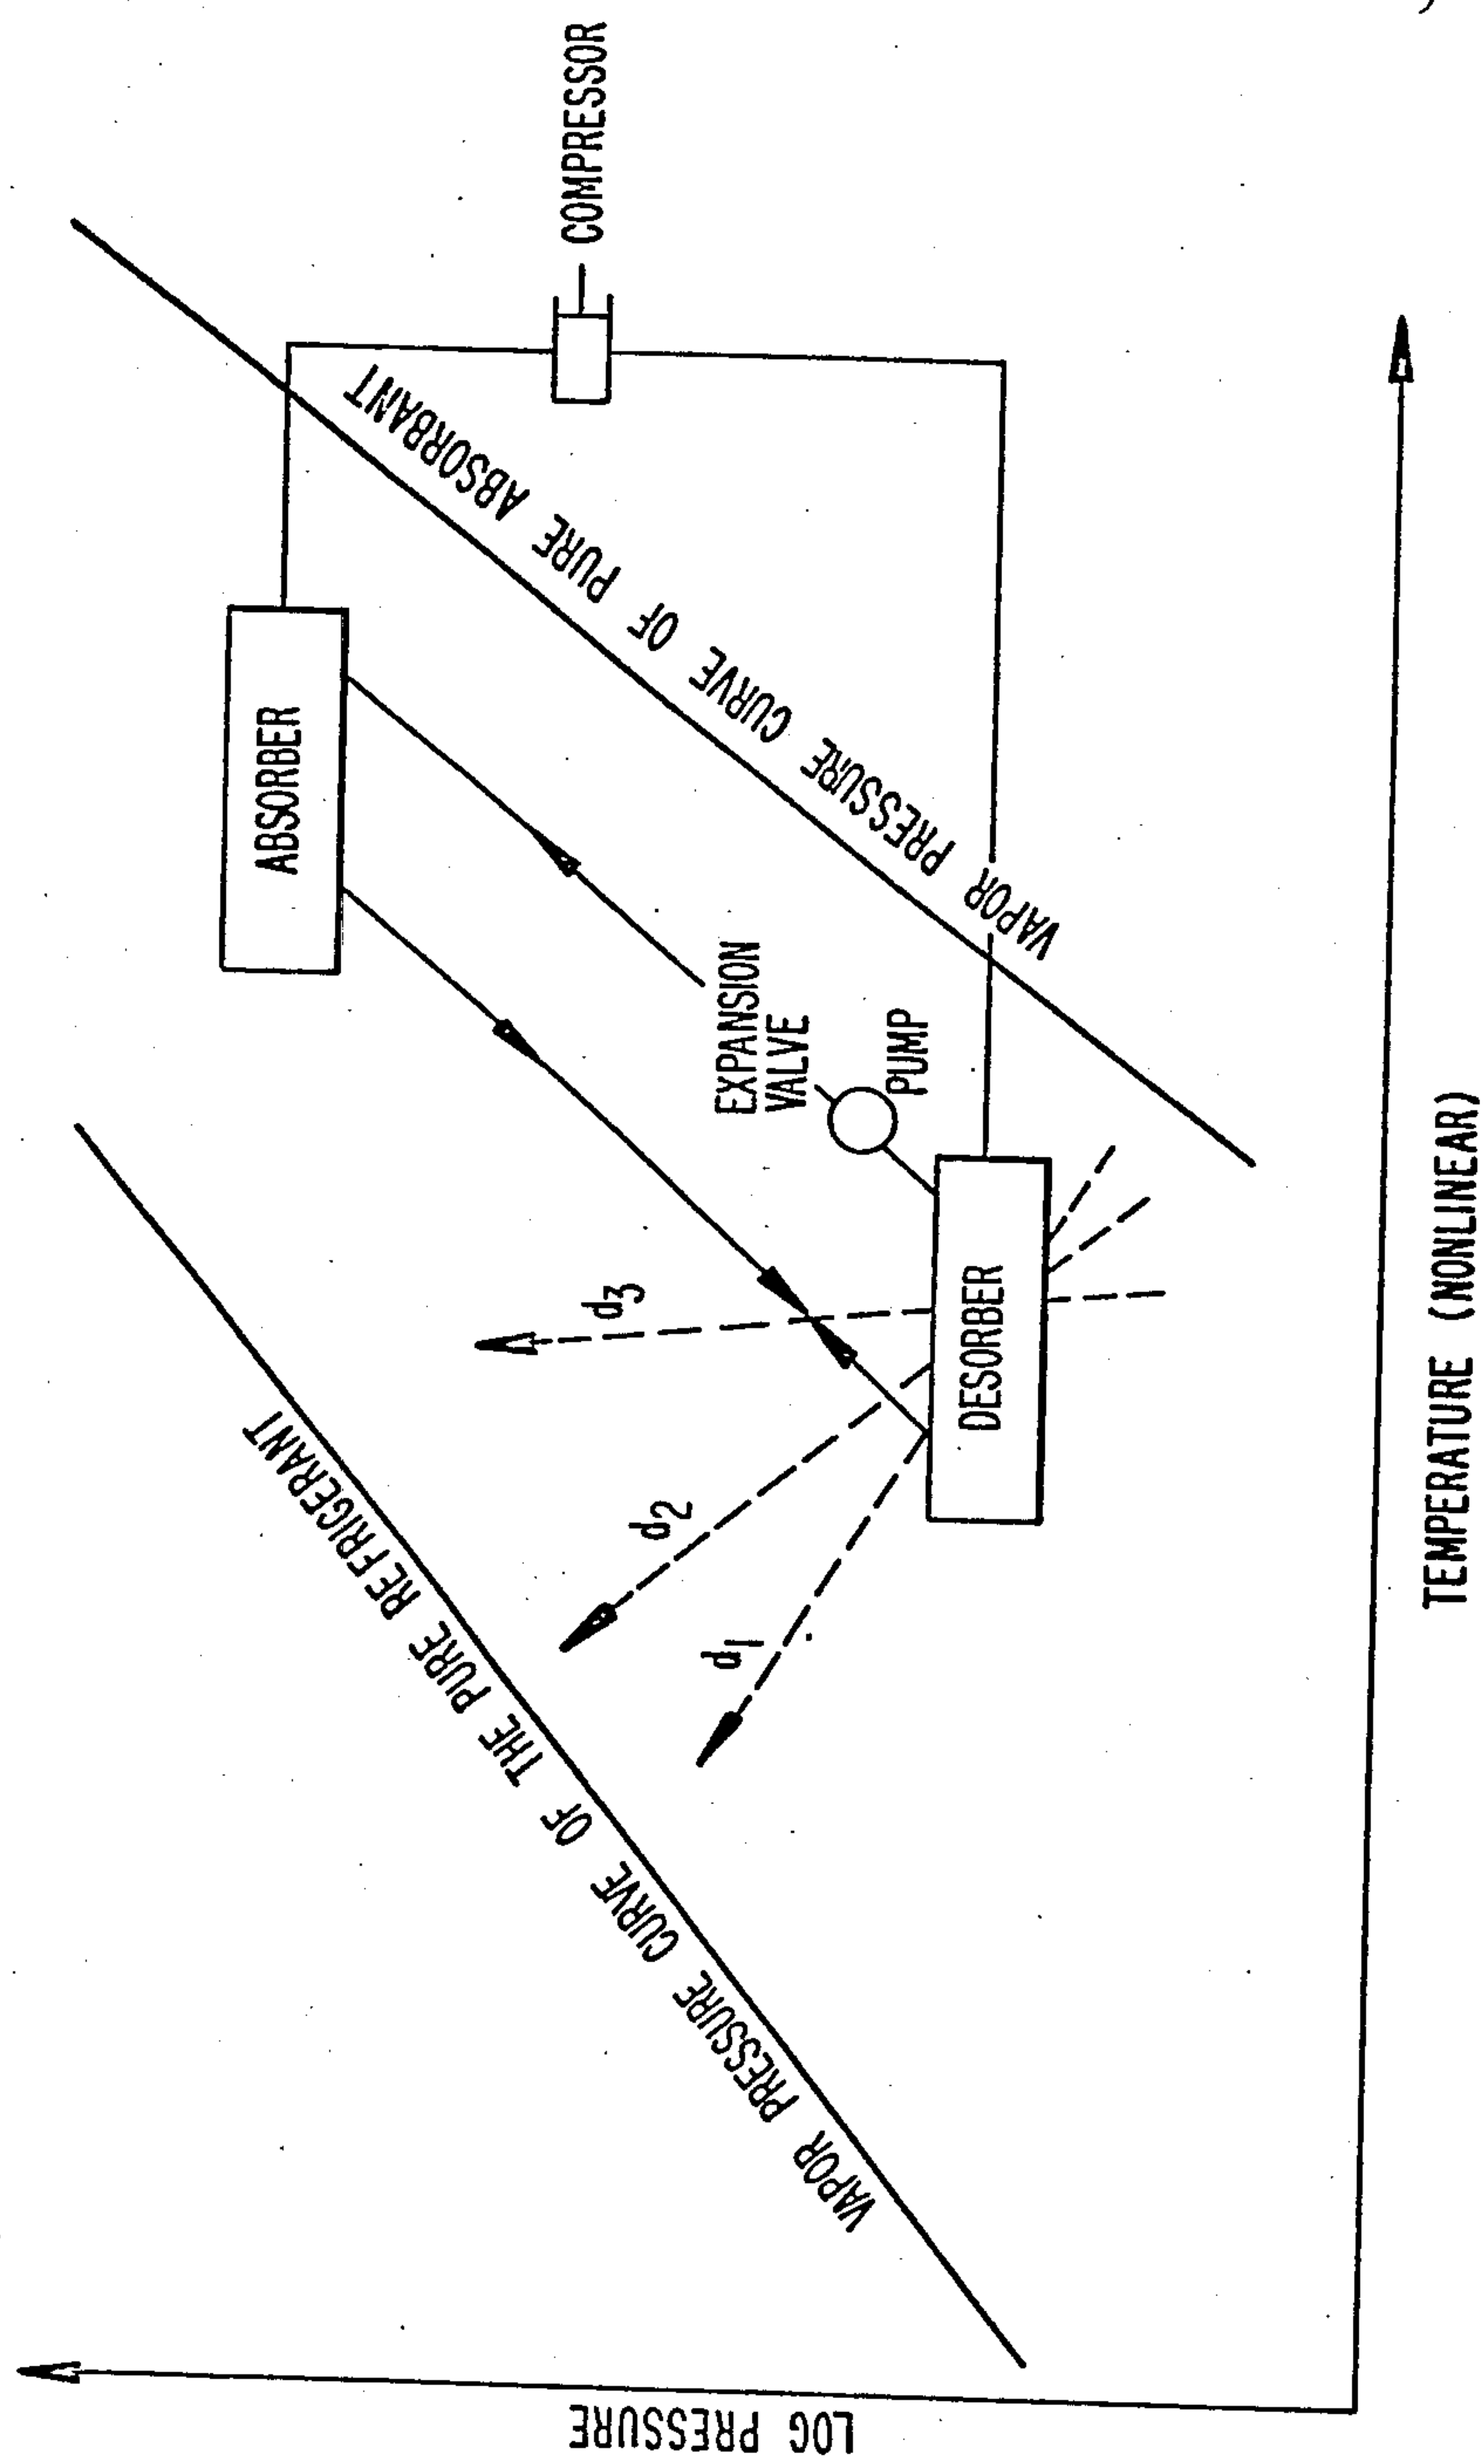 LOG PRESSURE
VAPOR PRESSURE CURVE OF THE PURE REFRIGERANT
ABSORBER
COMPRESSOR
VAPOR PRESSURE CURVE OF PURE ABSORBANT
EXPANSION
VALVE
PUMP
d3
d2
d1
DESORBER
TEMPERATURE (NONLINEAR)